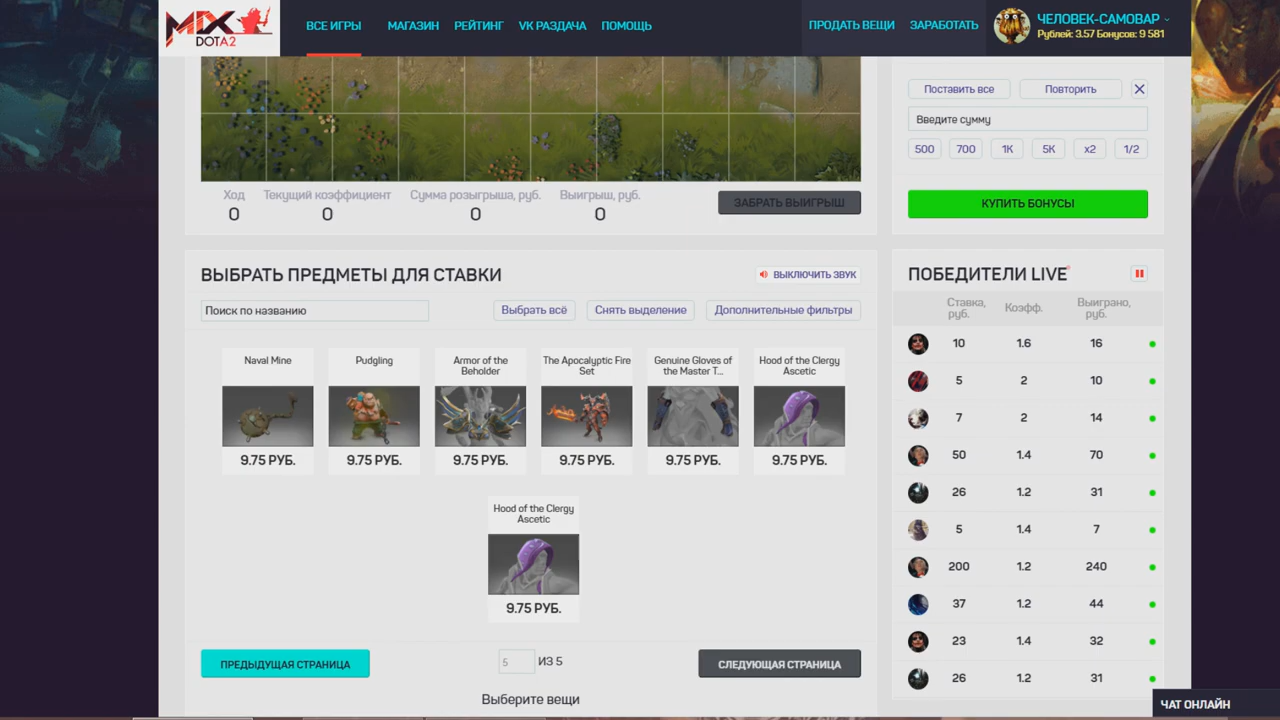 MIX
DOTA2
ВСЕ ИГРЫ
МАГАЗИН
РЕЙТИНГ
VK РАЗДАЧА
ПОМОЩЬ
ПРОДАТЬ ВЕЩИ
ЗАРАБОТАТЬ
ЧЕЛОВЕК-САМОВАР
Рублей: 3.57 Бонусов: 9 581
Ход
0
Текущий коэффициент
0
Сумма розыгрыша, руб.
0
Выигрыш, руб.
0
ЗАБРАТЬ ВЫИГРЫШ
Поставить все
Повторить
Введите сумму
500
700
1К
5К
x2
1/2
КУПИТЬ БОНУСЫ
ВЫБРАТЬ ПРЕДМЕТЫ ДЛЯ СТАВКИ
ВЫКЛЮЧИТЬ ЗВУК
Поиск по названию
Выбрать всё
Снять выделение
Дополнительные фильтры
Naval Mine
9.75 РУБ.
Pudgling
9.75 РУБ.
Armor of the
Beholder
9.75 РУБ.
The Apocalyptic Fire
Set
9.75 РУБ.
Genuine Gloves of
the Master T...
9.75 РУБ.
Hood of the Clergy
Ascetic
9.75 РУБ.
Hood of the Clergy
Ascetic
9.75 РУБ.
ПРЕДЫДУЩАЯ СТРАНИЦА
5 ИЗ 5
СЛЕДУЮЩАЯ СТРАНИЦА
Выберите вещи
ПОБЕДИТЕЛИ LIVE
Ставка,
руб.
Коэфф.
Выиграно,
руб.
10 1.6 16
5 2 10
7 2 14
50 1.4 70
26 1.2 31
5 1.4 7
200 1.2 240
37 1.2 44
23 1.4 32
26 1.2 31
ЧАТ ОНЛАЙН